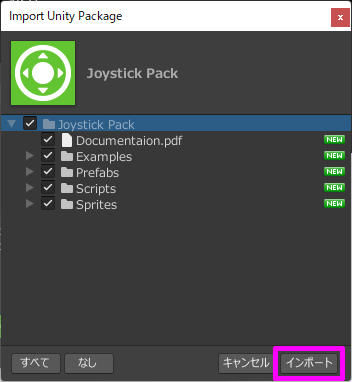 Import Unity Package
Joystick Pack
Joystick Pack
Documentaion.pdf NEW
Examples NEW
Prefabs NEW
Scripts NEW
Sprites NEW
すべて なし キャンセル インポート